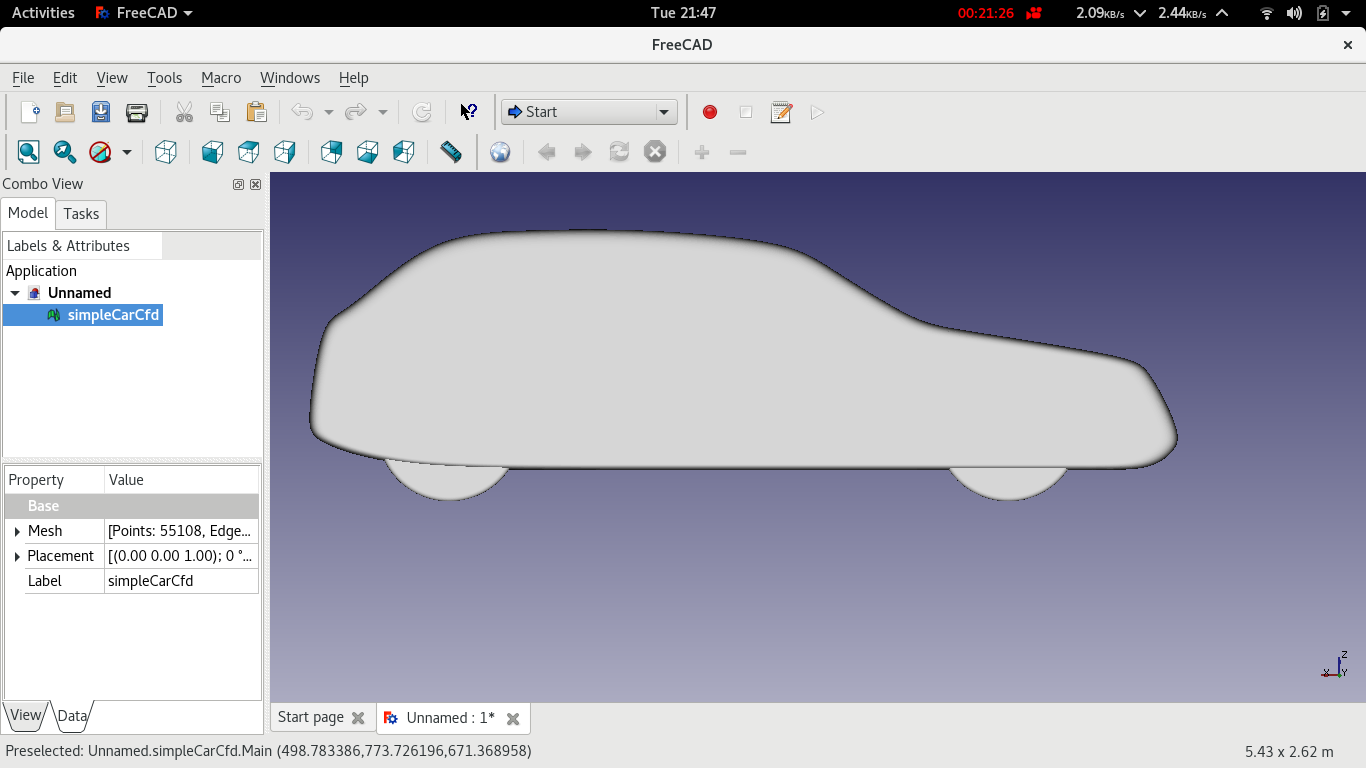 Activities FreeCAD Tue 21:47 00:21:26 2.09KB/s 2.44KB/s
FreeCAD
File Edit View Tools Macro Windows Help
Start
Combo View
Model Tasks
Labels & Attributes
Application
Unnamed
simpleCarCfd
Property Value
Base
Mesh [Points: 55108, Edge...
Placement [(0.00 0.00 1.00); 0 °...
Label simpleCarCfd
Z
X Y
View Data Start page Unnamed : 1*
Preselected: Unnamed.simpleCarCfd.Main (498.783386,773.726196,671.368958) 5.43 x 2.62 m